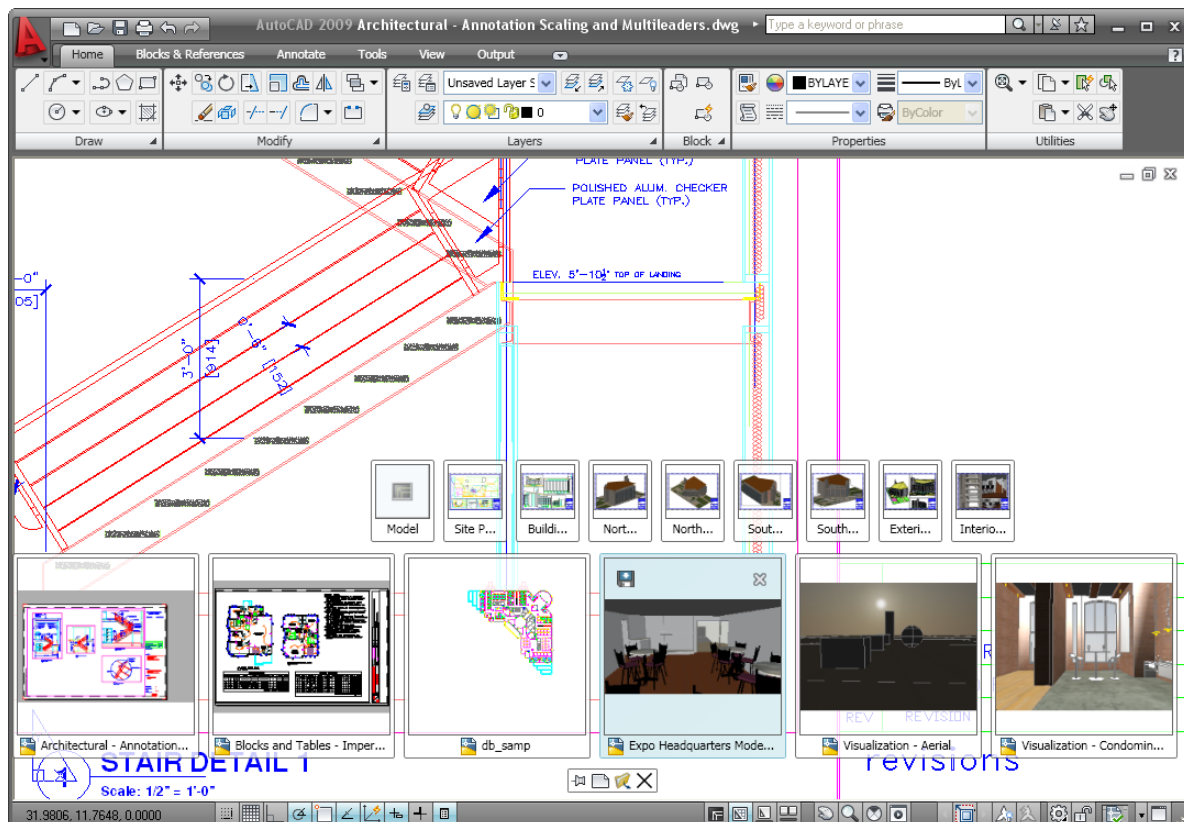 AutoCAD 2009 Architectural - Annotation Scaling and Multileaders.dwg
Type a keyword or phrase
Home Blocks & References Annotate Tools View Output
Unsaved Layer S
BYLAYE
ByL
0
ByColor
Draw Modify Layers Block Properties Utilities
PLATE PANEL (TYP.)
POLISHED ALUM. CHECKER
PLATE PANEL (TYP.)
ELEV. 5'-10½" TOP OF LANDING
-0"
05]
3'-0"
[914]
0'-6"
[152]
Model Site P... Buildi... Nort... North... Sout... South... Exteri... Interio...
REV REVISION
Architectural - Annotation... Blocks and Tables - Imper... db_samp Expo Headquarters Mode... Visualization - Aerial Visualization - Condomin...
1
STAIR DETAIL 1
revisions
Scale: 1/2" = 1'-0"
31.9806, 11.7648, 0.0000